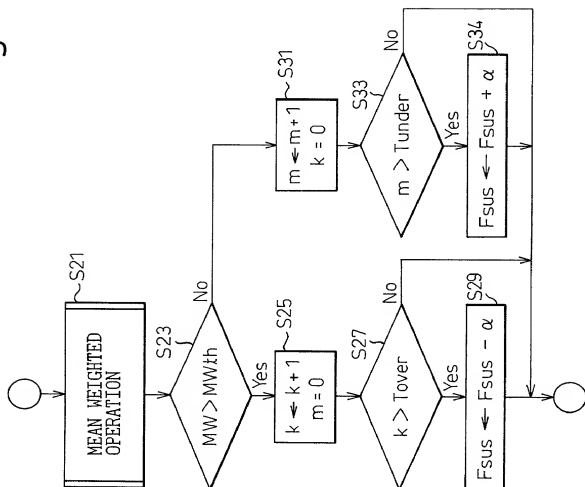 S21
MEAN WEIGHTED
OPERATION
S23
MW > MWth
No
Yes
S25
k ← k + 1
m = 0
S27
k > Tover
No
Yes
S29
Fsus ← Fsus - α
S31
m ← m+1
k = 0
S33
m > Tunder
No
Yes
S34
Fsus ← Fsus + α